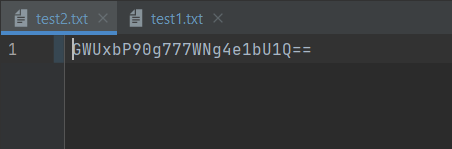 test2.txt test1.txt
1 GWUxbP90g777WNg4e1bU1Q==